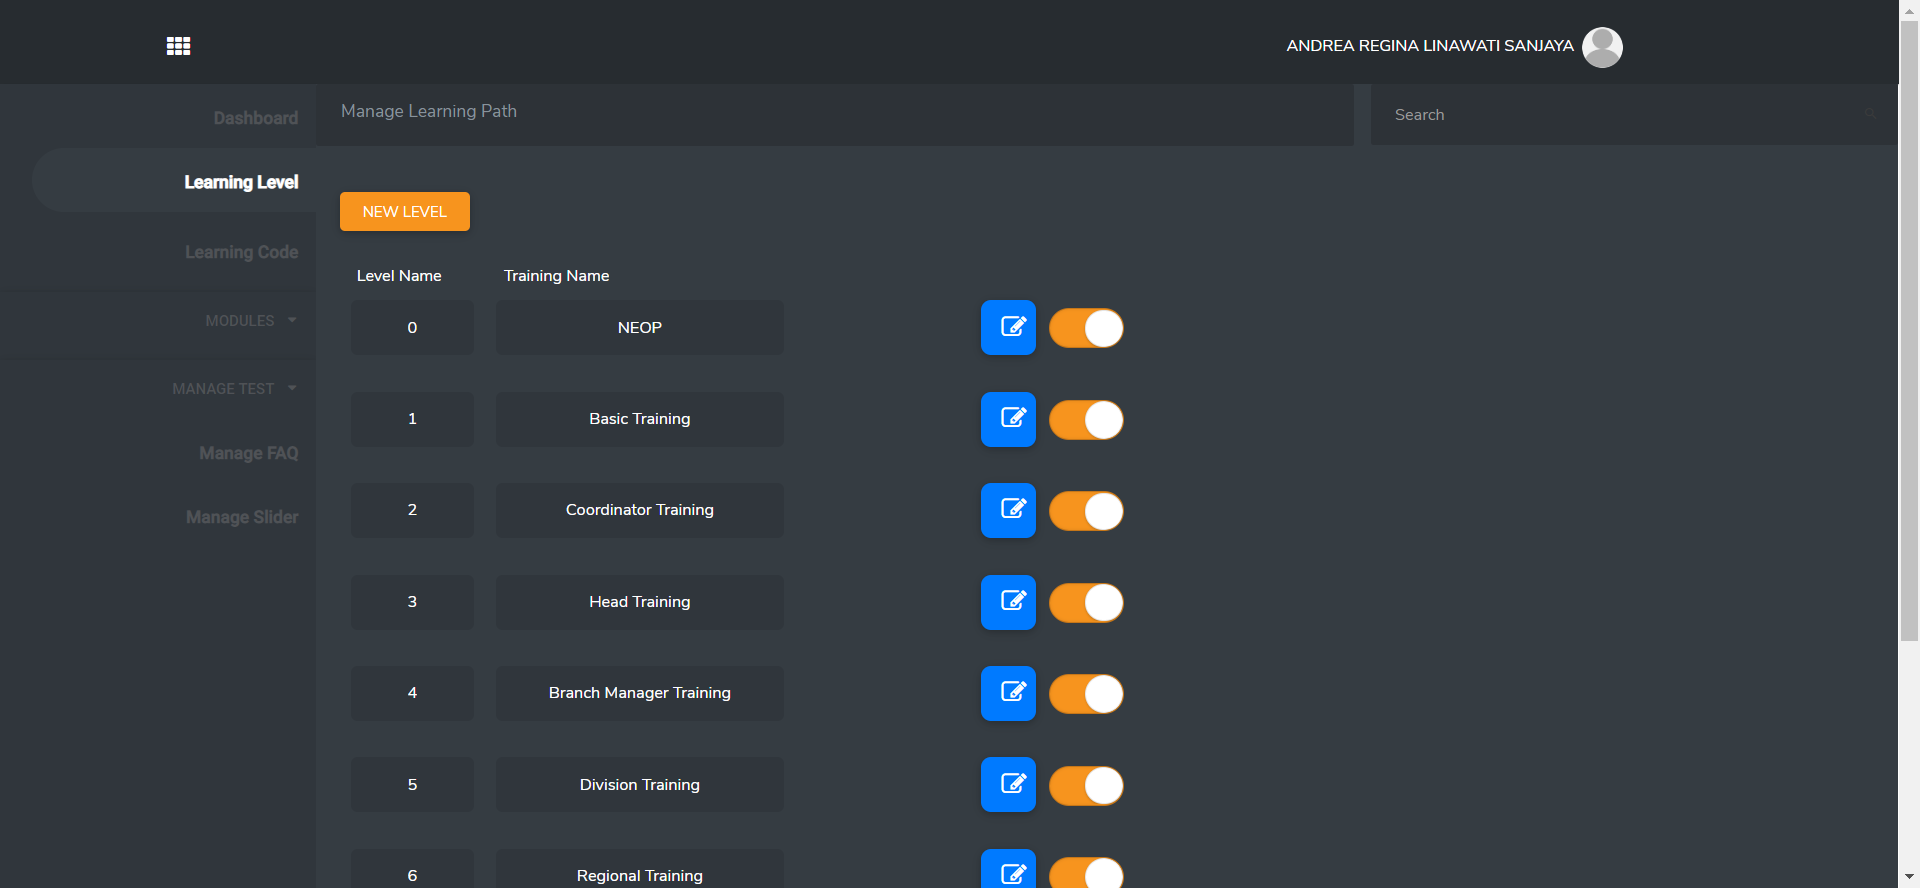 ANDREA REGINA LINAWATI SANJAYA
Dashboard
Learning Level
Learning Code
MODULES
MANAGE TEST
Manage FAQ
Manage Slider
Manage Learning Path
Search
NEW LEVEL
Level Name Training Name
0 NEOP
1 Basic Training
2 Coordinator Training
3 Head Training
4 Branch Manager Training
5 Division Training
6 Regional Training